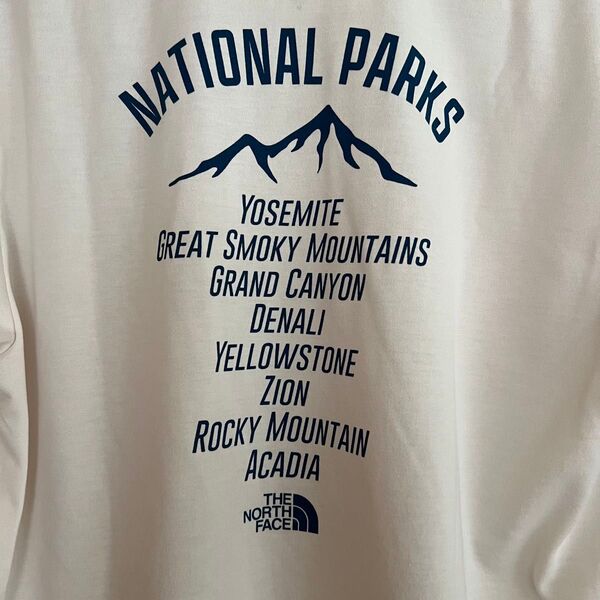 NATIONAL PARKS
YOSEMITE
GREAT SMOKY MOUNTAINS
GRAND CANYON
DENALI
YELLOWSTONE
ZION
ROCKY MOUNTAIN
ACADIA
THE
NORTH
FACE